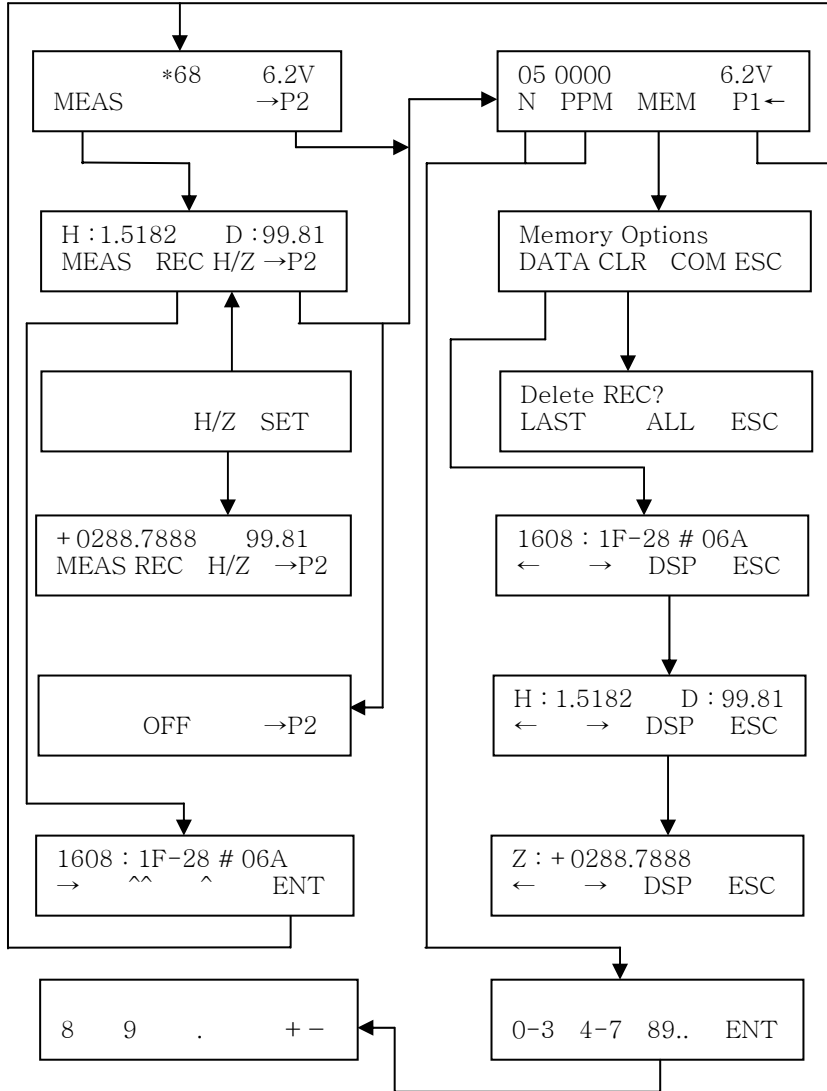 *68 6.2V
MEAS →P2
H:1.5182 D:99.81
MEAS REC H/Z →P2
H/Z SET
+0288.7888 99.81
MEAS REC H/Z →P2
OFF →P2
1608:1F-28 # 06A
→ ^^ ^ ENT
8 9 . +-
05 0000 6.2V
N PPM MEM P1←
Memory Options
DATA CLR COM ESC
Delete REC?
LAST ALL ESC
1608:1F-28 # 06A
← → DSP ESC
H:1.5182 D:99.81
← → DSP ESC
Z:+0288.7888
← → DSP ESC
0-3 4-7 89.. ENT